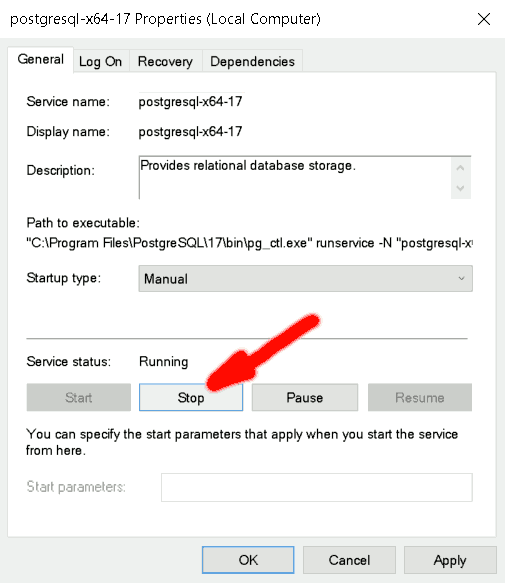 postgresql-x64-17 Properties (Local Computer)
General Log On Recovery Dependencies
Service name: postgresql-x64-17
Display name: postgresql-x64-17
Description: Provides relational database storage.
Path to executable:
"C:\Program Files\PostgreSQL\17\bin\pg_ctl.exe" runservice -N "postgresql-x
Startup type: Manual
Service status: Running
Start Stop Pause Resume
You can specify the start parameters that apply when you start the service
from here.
Start parameters:
OK Cancel Apply